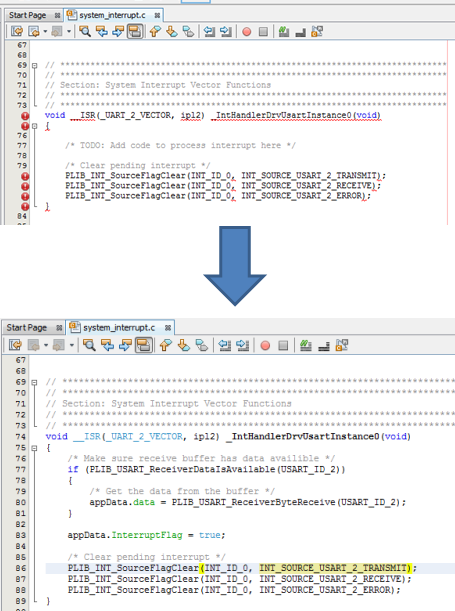 Start Page system_interrupt.c
67
68
69 // ****************************************************************************
70 // ****************************************************************************
71 // Section: System Interrupt Vector Functions
72 // ****************************************************************************
73 // ****************************************************************************
void __ISR(_UART_2_VECTOR, ipl2) _IntHandlerDrvUsartInstance0(void)
{
76
77 /* TODO: Add code to process interrupt here */
78
79 /* Clear pending interrupt */
PLIB_INT_SourceFlagClear(INT_ID_0, INT_SOURCE_USART_2_TRANSMIT);
PLIB_INT_SourceFlagClear(INT_ID_0, INT_SOURCE_USART_2_RECEIVE);
PLIB_INT_SourceFlagClear(INT_ID_0, INT_SOURCE_USART_2_ERROR);
}
84
Start Page system_interrupt.c
67
68
69 // ************************************************************************
70 // ************************************************************************
71 // Section: System Interrupt Vector Functions
72 // ************************************************************************
73 // ************************************************************************
74 void __ISR(_UART_2_VECTOR, ipl2) _IntHandlerDrvUsartInstance0(void)
75 {
76 /* Make sure receive buffer has data availible */
77 if (PLIB_USART_ReceiverDataIsAvailable(USART_ID_2))
78 {
79 /* Get the data from the buffer */
80 appData.data = PLIB_USART_ReceiverByteReceive(USART_ID_2);
81 }
82
83 appData.InterruptFlag = true;
84
85 /* Clear pending interrupt */
86 PLIB_INT_SourceFlagClear(INT_ID_0, INT_SOURCE_USART_2_TRANSMIT);
87 PLIB_INT_SourceFlagClear(INT_ID_0, INT_SOURCE_USART_2_RECEIVE);
88 PLIB_INT_SourceFlagClear(INT_ID_0, INT_SOURCE_USART_2_ERROR);
89 }